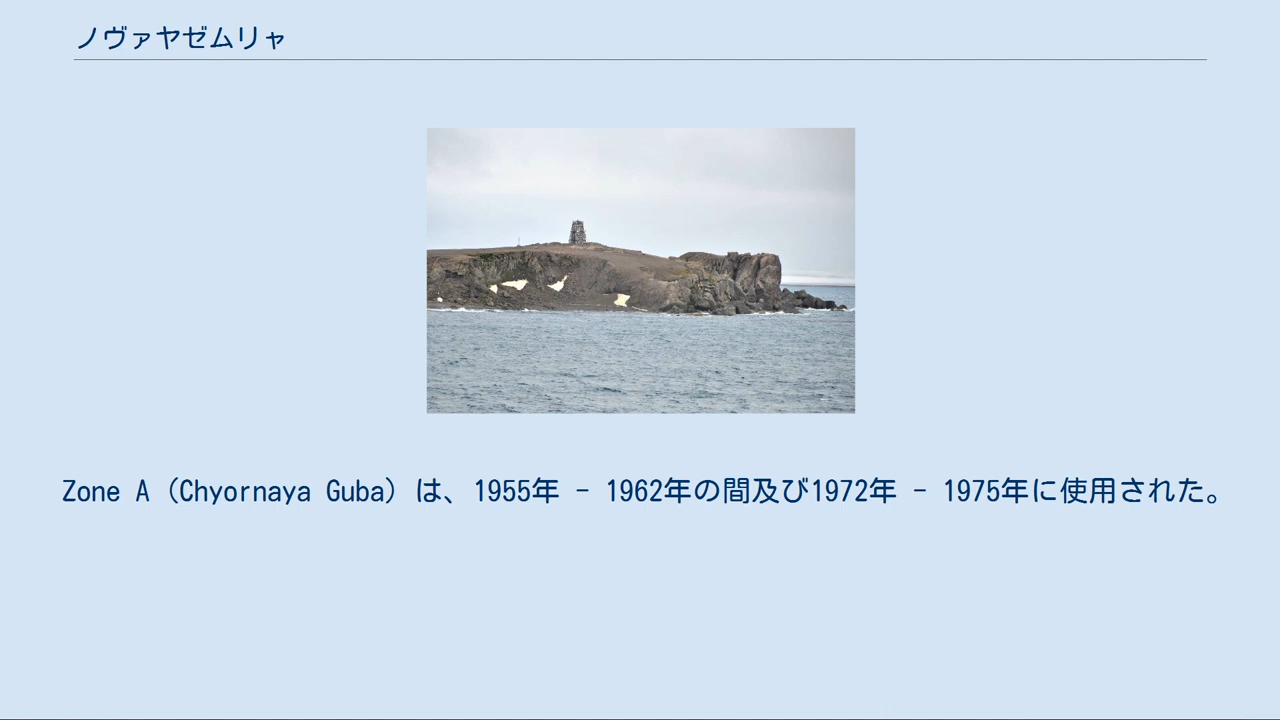 ノヴァヤゼムリャ
Zone A (Chyornaya Guba) は、1955年 - 1962年の間及び1972年 - 1975年に使用された。